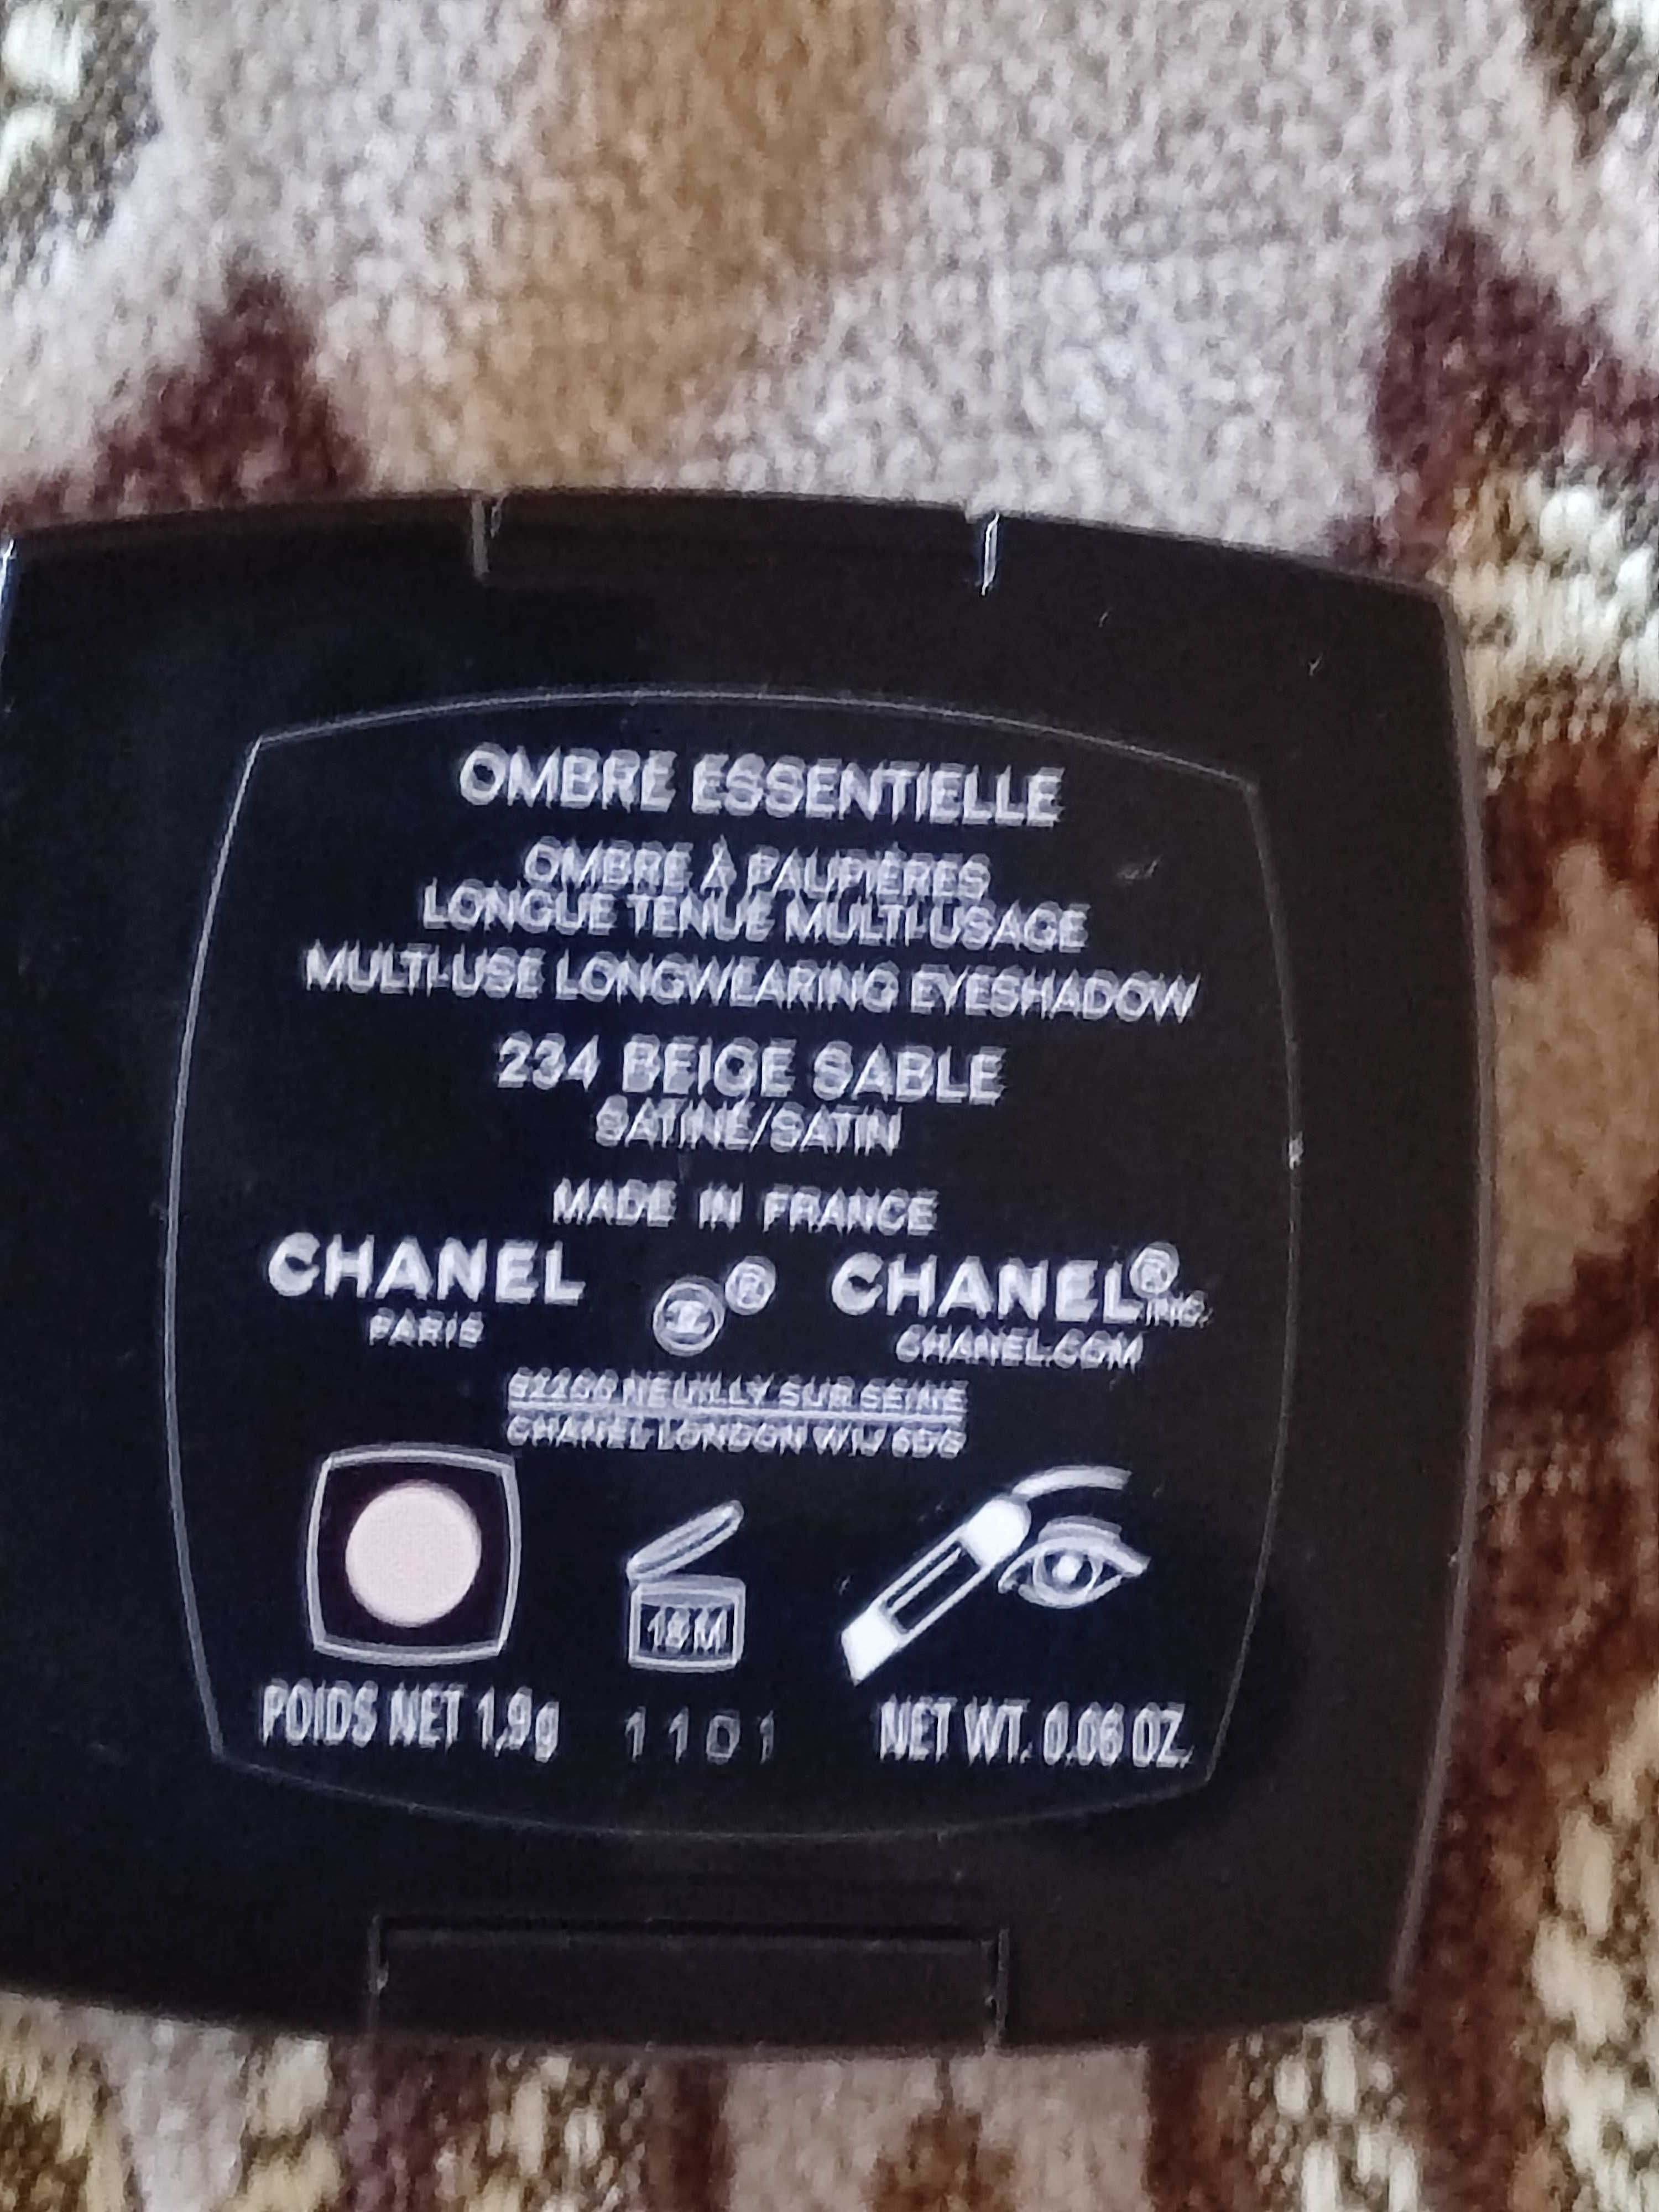 OMBRE ESSENTIELLE
OMBRE À PAUPIÈRES
LONGUE TENUE MULTI-USAGE
MULTI-USE LONGWEARING EYESHADOW
234 BEIGE SABLE
SATINÉ/SATIN
MADE IN FRANCE
CHANEL ® CHANEL® INC.
PARIS CHANEL.COM
92200 NEUILLY SUR SEINE
CHANEL LONDON W1J 6DG
18M
POIDS NET 1,9g 1101 NET WT. 0.06 OZ.